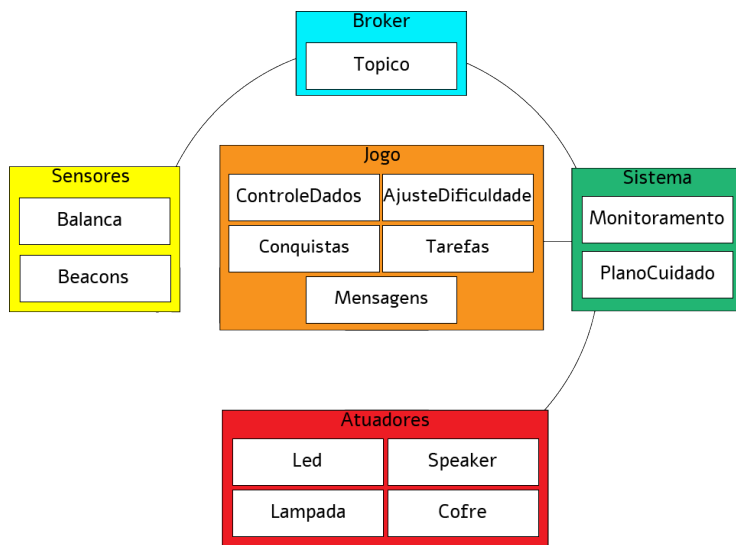 Broker
Topico
Sensores
Balanca
Beacons
Jogo
ControleDados
AjusteDificuldade
Conquistas
Tarefas
Mensagens
Sistema
Monitoramento
PlanoCuidado
Atuadores
Led
Speaker
Lampada
Cofre